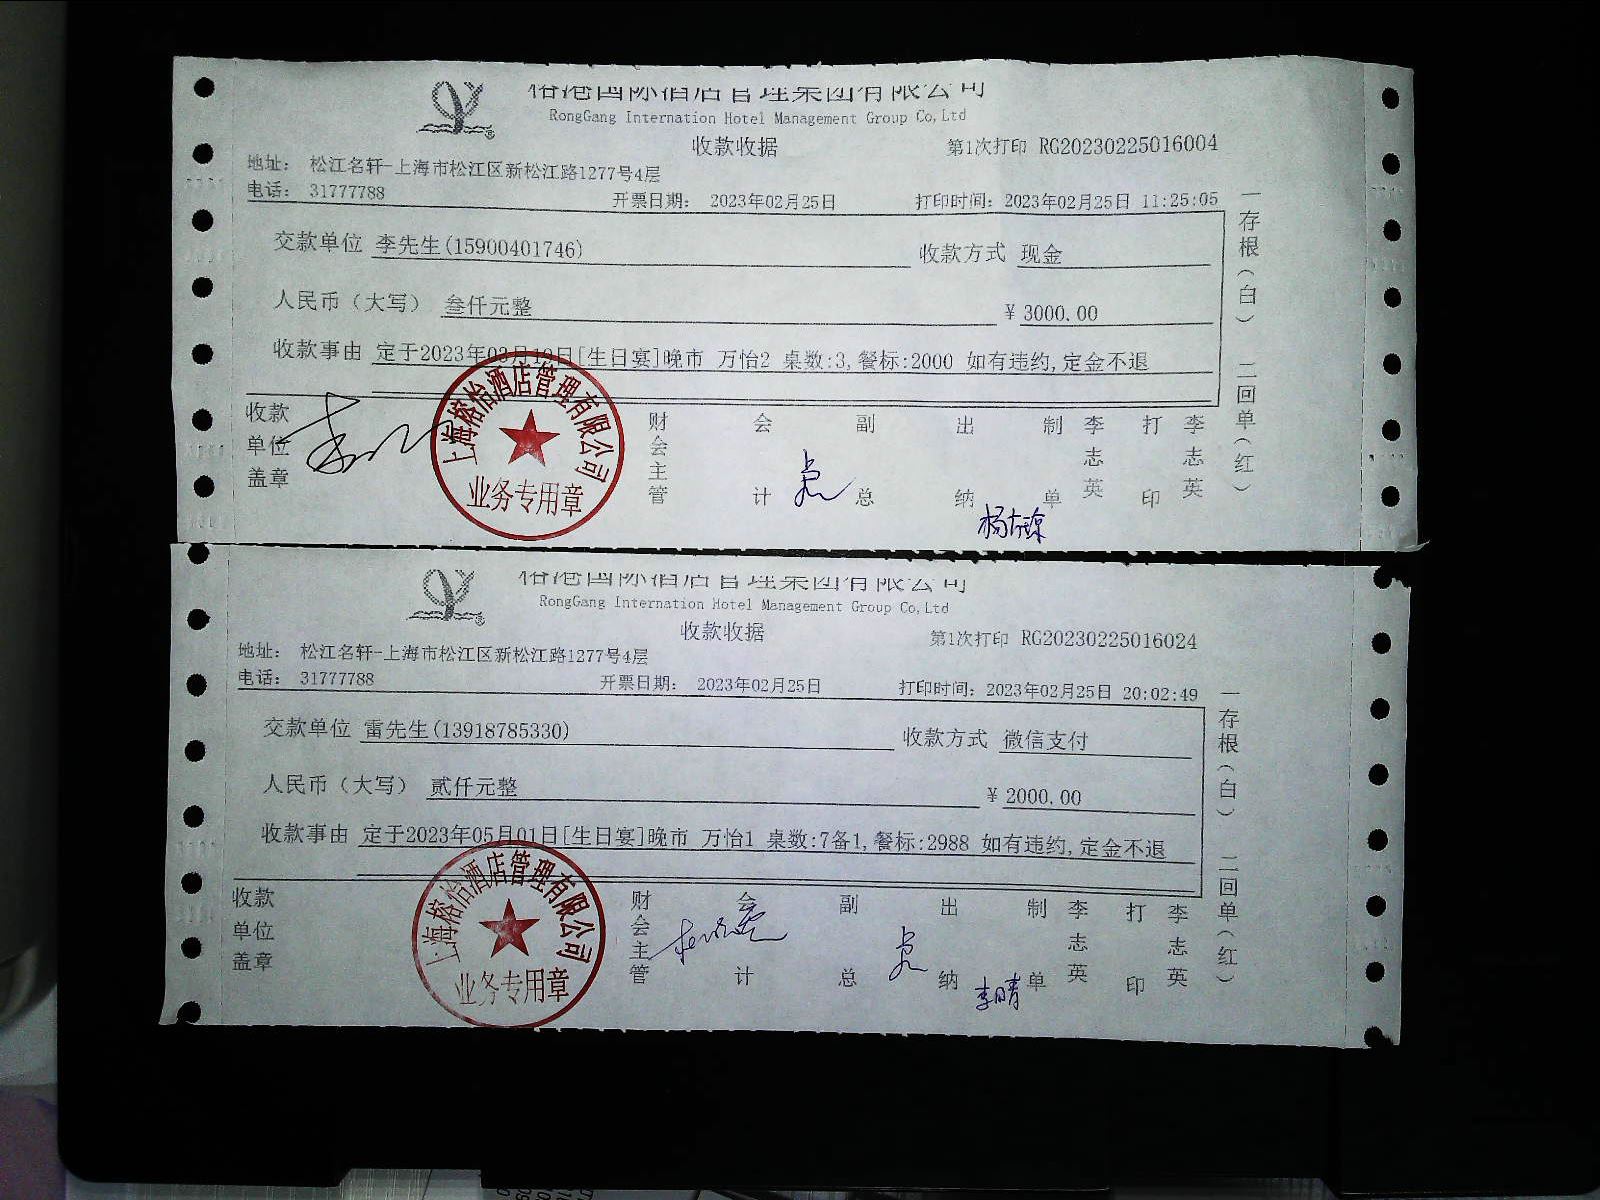 榕港国际酒店管理集团有限公司
RongGang Internation Hotel Management Group Co,Ltd
收款收据
第1次打印 RG20230225016004
地址： 松江名轩-上海市松江区新松江路1277号4层
电话： 31777788
开票日期： 2023年02月25日
打印时间：2023年02月25日 11:25:05
交款单位 李先生(15900401746)
收款方式 现金
人民币（大写） 叁仟元整
¥ 3000.00
收款事由 定于2023年03月19日[生日宴]晚市 万怡2 桌数:3,餐标:2000 如有违约,定金不退
收款单位盖章
财会主管 会计 副总 出纳 制单 李志英 打印 李志英
一存根（白） 二回单（红）
上海榕怡酒店管理有限公司
业务专用章
榕港国际酒店管理集团有限公司
RongGang Internation Hotel Management Group Co,Ltd
收款收据
第1次打印 RG20230225016024
地址： 松江名轩-上海市松江区新松江路1277号4层
电话： 31777788
开票日期： 2023年02月25日
打印时间：2023年02月25日 20:02:49
交款单位 雷先生(13918785330)
收款方式 微信支付
人民币（大写） 贰仟元整
¥ 2000.00
收款事由 定于2023年05月01日[生日宴]晚市 万怡1 桌数:7备1,餐标:2988 如有违约,定金不退
收款单位盖章
财会主管 会计 副总 出纳 李晴 制单 李志英 打印 李志英
一存根（白） 二回单（红）
上海榕怡酒店管理有限公司
业务专用章